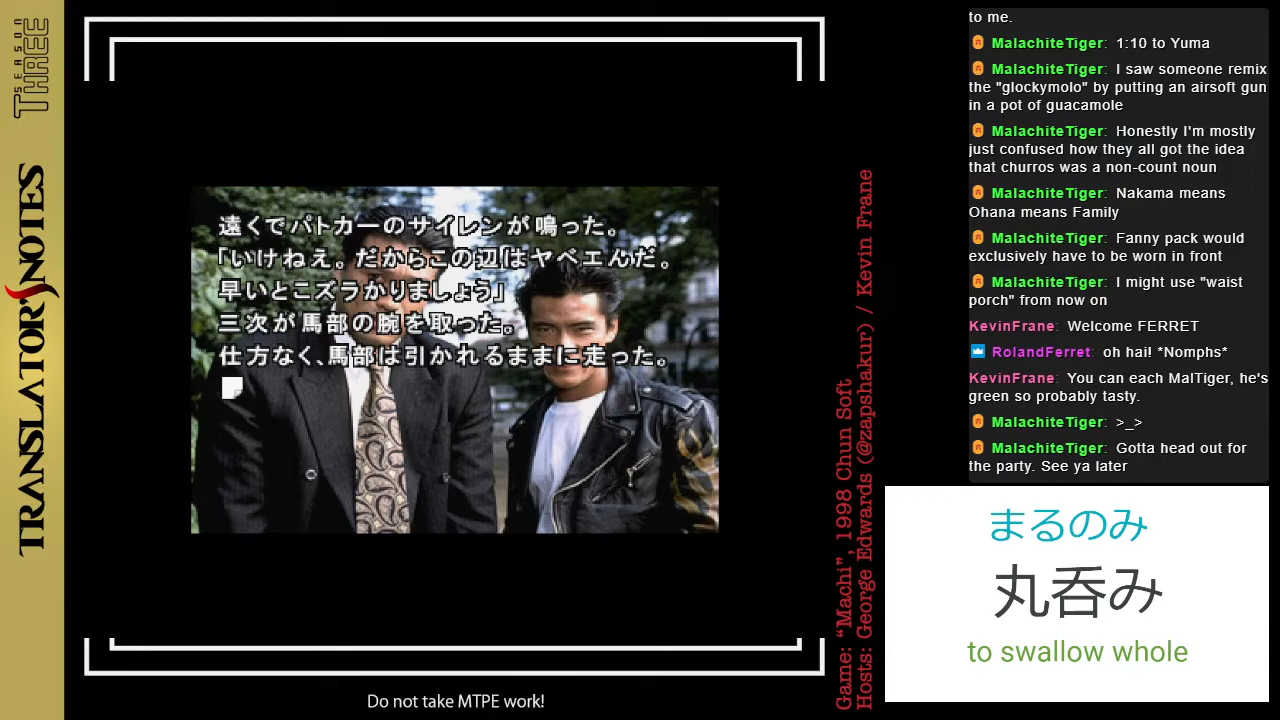 SEASON
THREE
TRANSLATOR'S NOTES
遠くでパトカーのサイレンが鳴った。
「いけねえ。だからこの辺はヤベエんだ。
早いとこズラかりましょう」
三次が馬部の腕を取った。
仕方なく、馬部は引かれるままに走った。
Do not take MTPE work!
Game: “Machi”, 1998 Chun Soft
Hosts: George Edwards (@zapshakur) / Kevin Frane
to me.
MalachiteTiger: 1:10 to Yuma
MalachiteTiger: I saw someone remix
the "glockymolo" by putting an airsoft gun
in a pot of guacamole
MalachiteTiger: Honestly I'm mostly
just confused how they all got the idea
that churros was a non-count noun
MalachiteTiger: Nakama means
Ohana means Family
MalachiteTiger: Fanny pack would
exclusively have to be worn in front
MalachiteTiger: I might use "waist
porch" from now on
KevinFrane: Welcome FERRET
RolandFerret: oh hai! *Nomphs*
KevinFrane: You can each MalTiger, he's
green so probably tasty.
MalachiteTiger: >_>
MalachiteTiger: Gotta head out for
the party. See ya later
まるのみ
丸呑み
to swallow whole